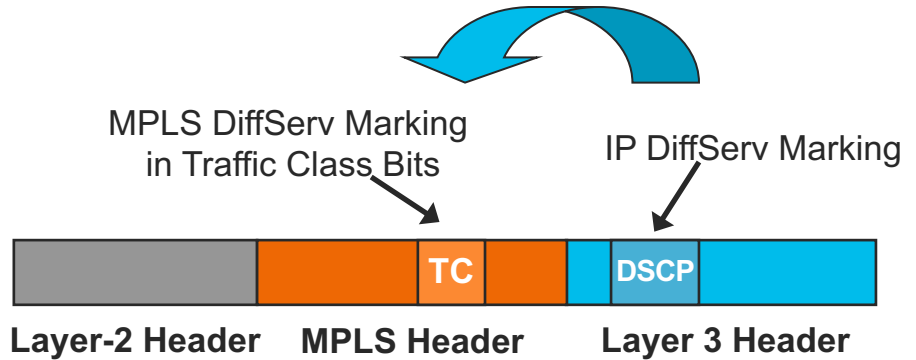 MPLS DiffServ Marking
in Traffic Class Bits
IP DiffServ Marking
TC
DSCP
Layer-2 Header
MPLS Header
Layer 3 Header